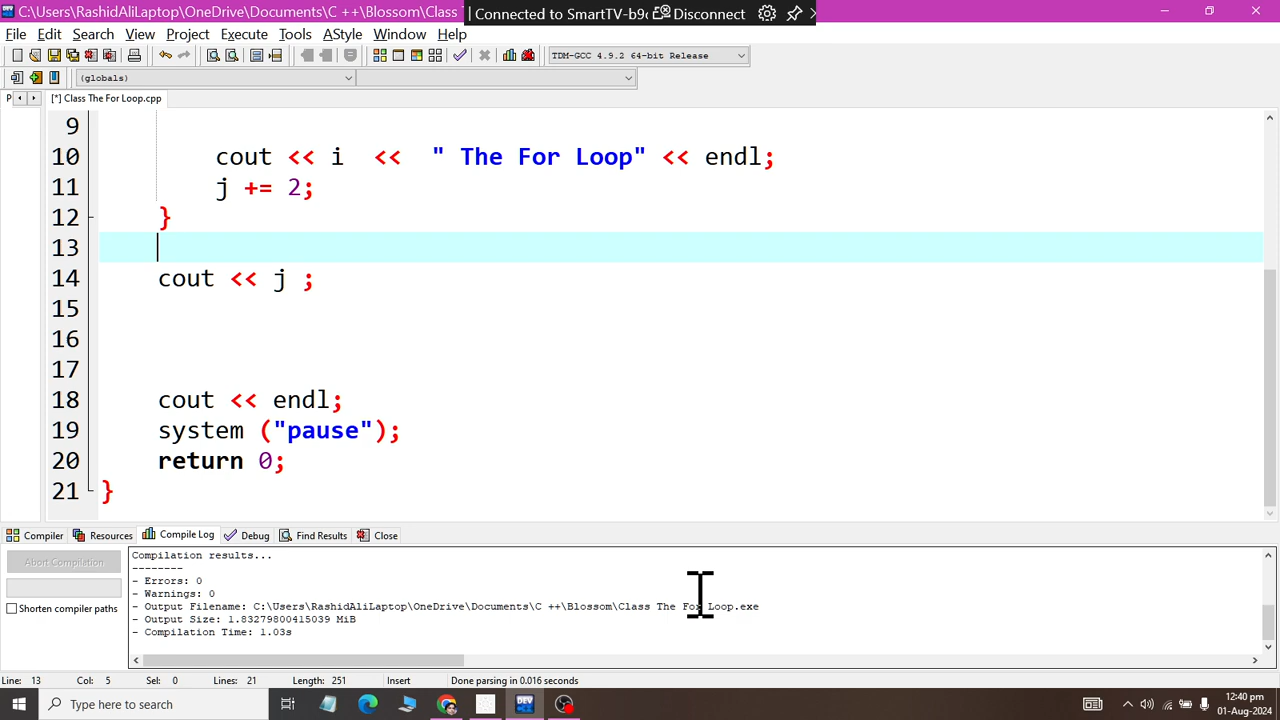 C:\Users\RashidAliLaptop\OneDrive\Documents\C ++\Blossom\Class T
Connected to SmartTV-b9 Disconnect
File Edit Search View Project Execute Tools AStyle Window Help
TDM-GCC 4.9.2 64-bit Release
(globals)
P [*] Class The For Loop.cpp
9
10 cout << i << " The For Loop" << endl;
11 j += 2;
12 }
13
14 cout << j ;
15
16
17
18 cout << endl;
19 system ("pause");
20 return 0;
21 }
Compiler Resources Compile Log Debug Find Results Close
Abort Compilation
Shorten compiler paths
Compilation results...
--------
- Errors: 0
- Warnings: 0
- Output Filename: C:\Users\RashidAliLaptop\OneDrive\Documents\C ++\Blossom\Class The For Loop.exe
- Output Size: 1.83279800415039 MiB
- Compilation Time: 1.03s
Line: 13 Col: 5 Sel: 0 Lines: 21 Length: 251 Insert Done parsing in 0.016 seconds
Type here to search
DEV
12:40 pm
01-Aug-2024